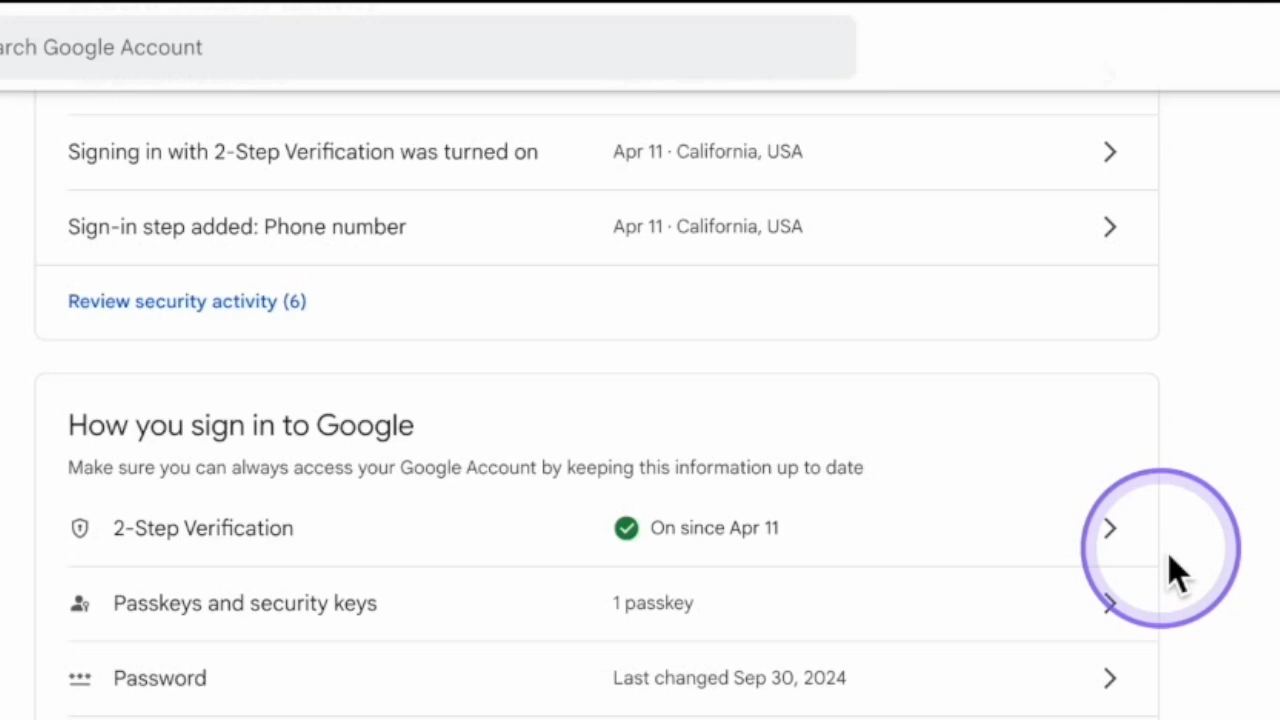 arch Google Account
Signing in with 2-Step Verification was turned on Apr 11 · California, USA
Sign-in step added: Phone number Apr 11 · California, USA
Review security activity (6)
How you sign in to Google
Make sure you can always access your Google Account by keeping this information up to date
2-Step Verification On since Apr 11
Passkeys and security keys 1 passkey
Password Last changed Sep 30, 2024